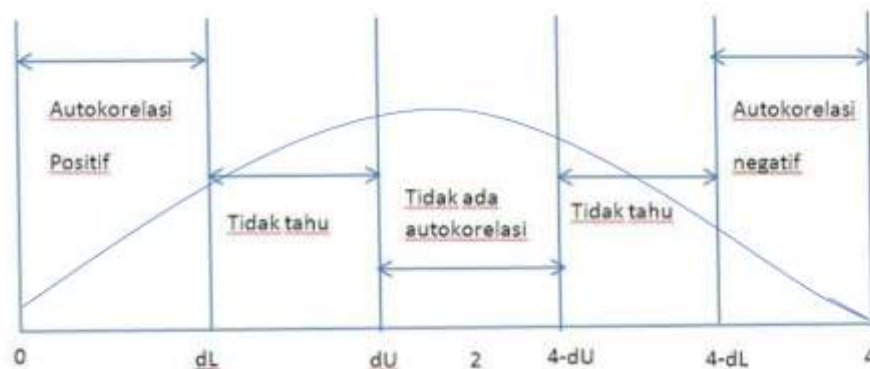 Autokorelasi
Positif
Tidak tahu
Tidak ada
autokorelasi
Tidak tahu
Autokorelasi
negatif
0 dL dU 2 4-dU 4-dL 4